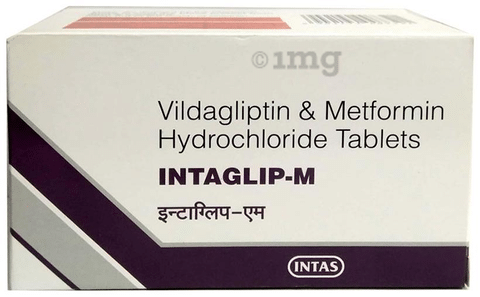 ©1mg
Vildagliptin & Metformin
Hydrochloride Tablets
INTAGLIP-M
इन्टाग्लिप-एम
INTAS